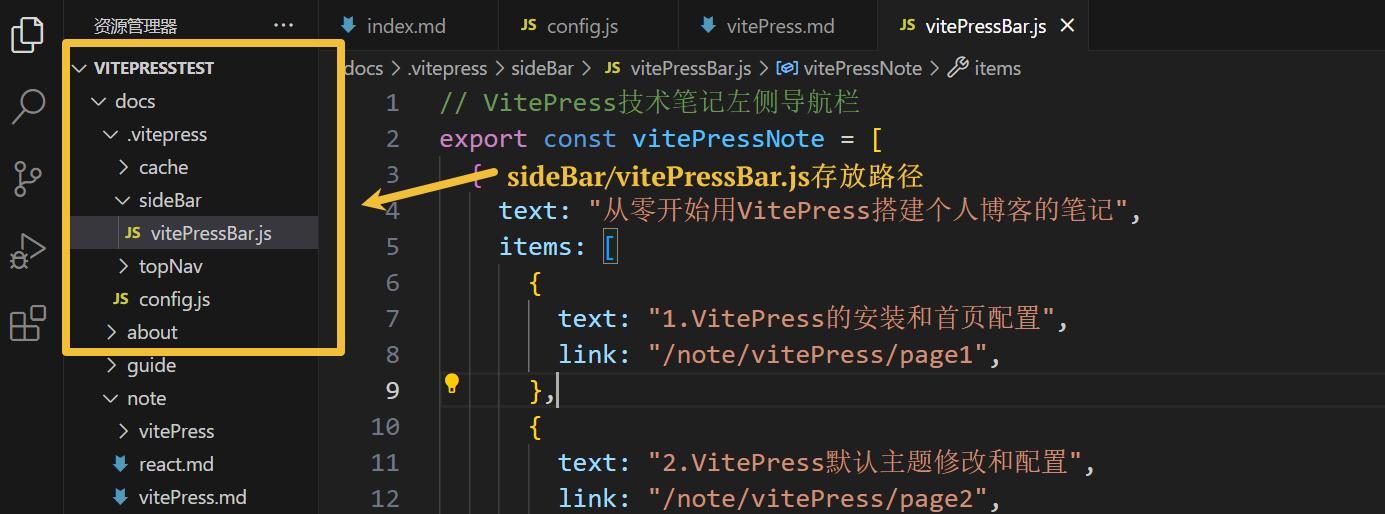 资源管理器 ···
index.md JS config.js vitePress.md JS vitePressBar.js
VITEPRESSTEST
docs
.vitepress
cache
sideBar
JS vitePressBar.js
topNav
JS config.js
about
guide
note
vitePress
react.md
vitePress.md
docs > .vitepress > sideBar > JS vitePressBar.js > vitePressNote > items
1 // VitePress技术笔记左侧导航栏
2 export const vitePressNote = [
3 {
sideBar/vitePressBar.js存放路径
4 text: "从零开始用VitePress搭建个人博客的笔记",
5 items: [
6 {
7 text: "1.VitePress的安装和首页配置",
8 link: "/note/vitePress/page1",
9 },
10 {
11 text: "2.VitePress默认主题修改和配置",
12 link: "/note/vitePress/page2",